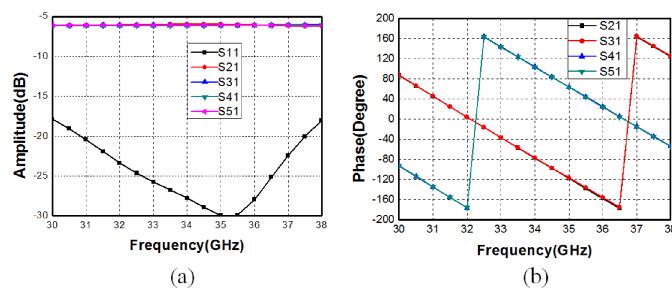 -5
-10
-15
-20
-25
-30
Amplitude(dB)
S11
S21
S31
S41
S51
30 31 32 33 34 35 36 37 38
Frequency(GHz)
(a)
200
160
120
80
40
0
-40
-80
-120
-160
-200
Phase(Degree)
S21
S31
S41
S51
30 31 32 33 34 35 36 37 38
Frequency(GHz)
(b)